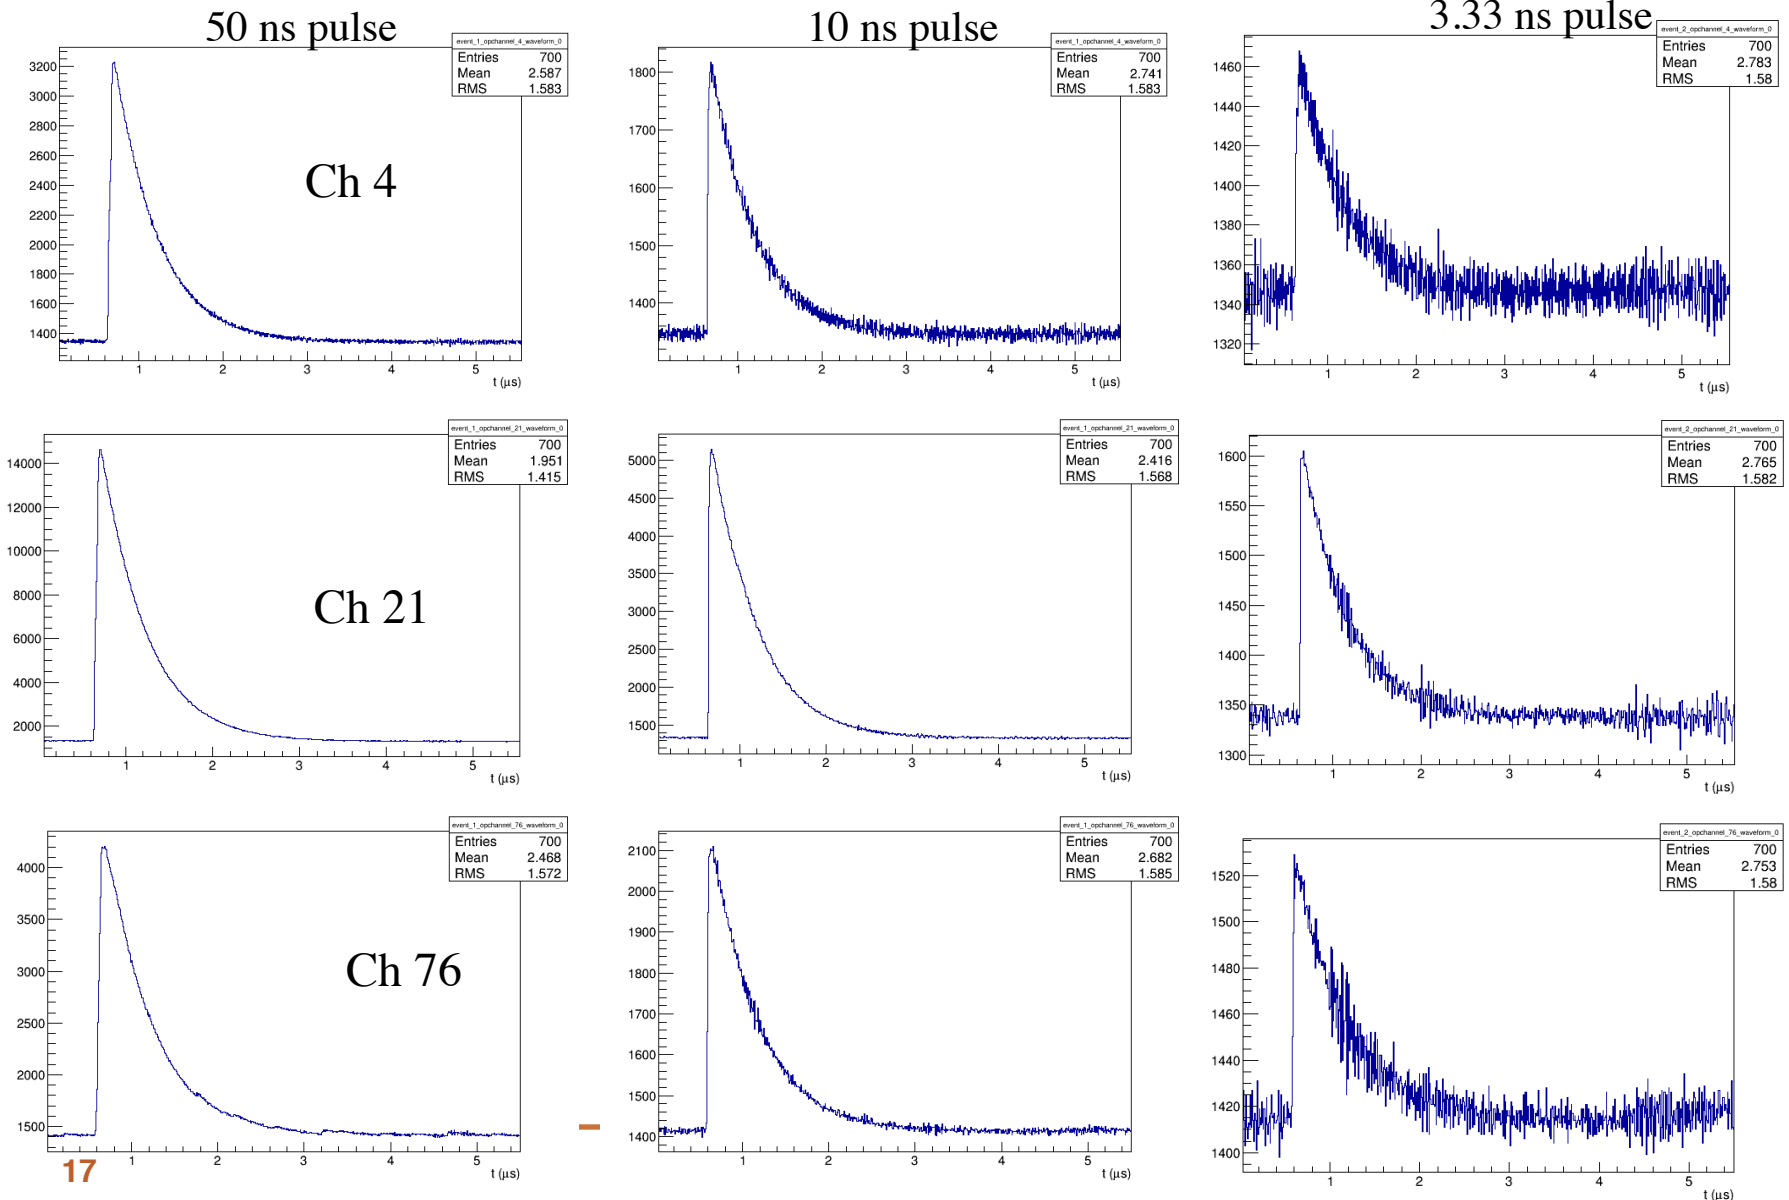 50 ns pulse
10 ns pulse
3.33 ns pulse
event_1_opchannel_4_waveform_0
Entries 700
Mean 2.587
RMS 1.583
3200
3000
2800
2600
2400
2200
2000
1800
1600
1400
1 2 3 4 5
t (μs)
Ch 4
event_1_opchannel_4_waveform_0
Entries 700
Mean 2.741
RMS 1.583
1800
1700
1600
1500
1400
1 2 3 4 5
t (μs)
event_2_opchannel_4_waveform_0
Entries 700
Mean 2.783
RMS 1.58
1460
1440
1420
1400
1380
1360
1340
1320
1 2 3 4 5
t (μs)
event_1_opchannel_21_waveform_0
Entries 700
Mean 1.951
RMS 1.415
14000
12000
10000
8000
6000
4000
2000
1 2 3 4 5
t (μs)
Ch 21
event_1_opchannel_21_waveform_0
Entries 700
Mean 2.416
RMS 1.568
5000
4500
4000
3500
3000
2500
2000
1500
1 2 3 4 5
t (μs)
event_2_opchannel_21_waveform_0
Entries 700
Mean 2.765
RMS 1.582
1600
1550
1500
1450
1400
1350
1300
1 2 3 4 5
t (μs)
event_1_opchannel_76_waveform_0
Entries 700
Mean 2.468
RMS 1.572
4000
3500
3000
2500
2000
1500
1 2 3 4 5
t (μs)
Ch 76
event_1_opchannel_76_waveform_0
Entries 700
Mean 2.682
RMS 1.585
2100
2000
1900
1800
1700
1600
1500
1400
1 2 3 4 5
t (μs)
event_2_opchannel_76_waveform_0
Entries 700
Mean 2.753
RMS 1.58
1520
1500
1480
1460
1440
1420
1400
1 2 3 4 5
t (μs)
17